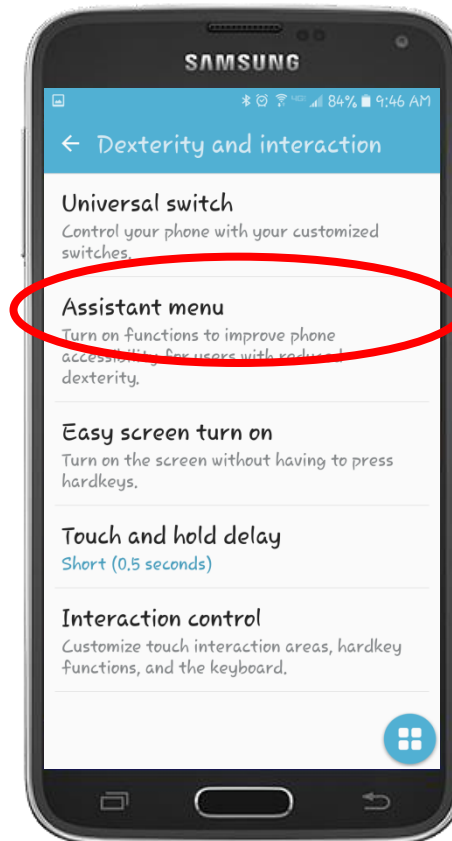 SAMSUNG
84% 9:46 AM
Dexterity and interaction
Universal switch
Control your phone with your customized
switches.
Assistant menu
Turn on functions to improve phone
accessibility for users with reduced
dexterity.
Easy screen turn on
Turn on the screen without having to press
hardkeys.
Touch and hold delay
Short (0.5 seconds)
Interaction control
Customize touch interaction areas, hardkey
functions, and the keyboard.